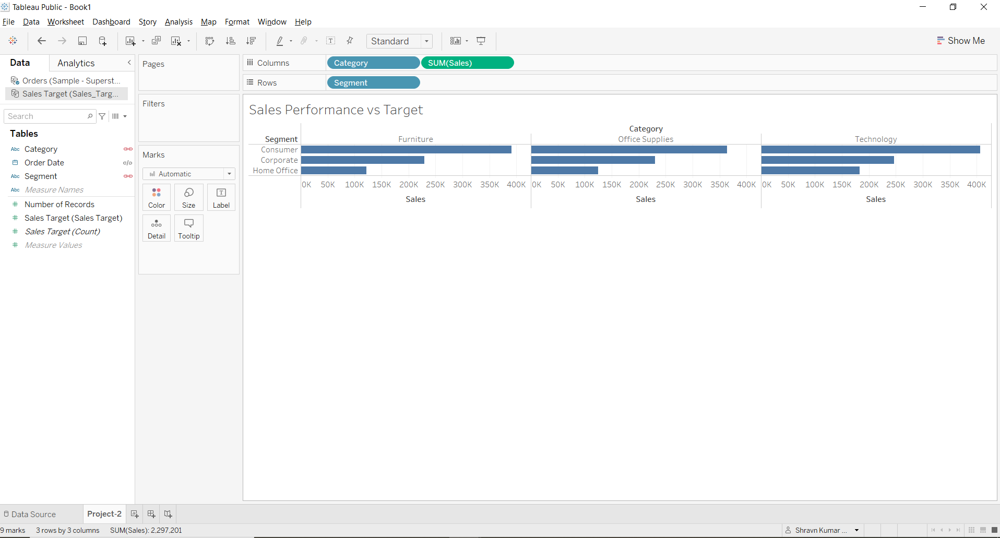 Tableau Public - Book1
File Data Worksheet Dashboard Story Analysis Map Format Window Help
Standard
Show Me
Data Analytics
Orders (Sample - Superst...
Sales Target (Sales_Targ...
Search
Tables
Abc Category
Order Date
Abc Segment
Abc Measure Names
# Number of Records
# Sales Target (Sales Target)
# Sales Target (Count)
# Measure Values
Pages
Filters
Marks
Automatic
Color Size Label
Detail Tooltip
Columns Category SUM(Sales)
Rows Segment
Sales Performance vs Target
Category
Segment Furniture Office Supplies Technology
Consumer
Corporate
Home Office
0K 50K 100K 150K 200K 250K 300K 350K 400K 0K 50K 100K 150K 200K 250K 300K 350K 400K 0K 50K 100K 150K 200K 250K 300K 350K 400K
Sales Sales Sales
Data Source Project-2
9 marks 3 rows by 3 columns SUM(Sales): 2,297,201 Shravn Kumar ...